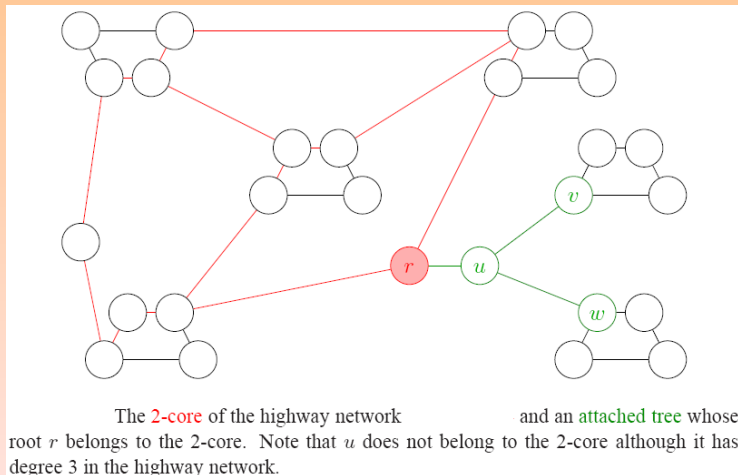 v
r
u
w
The 2-core of the highway network and an attached tree whose
root r belongs to the 2-core. Note that u does not belong to the 2-core although it has
degree 3 in the highway network.